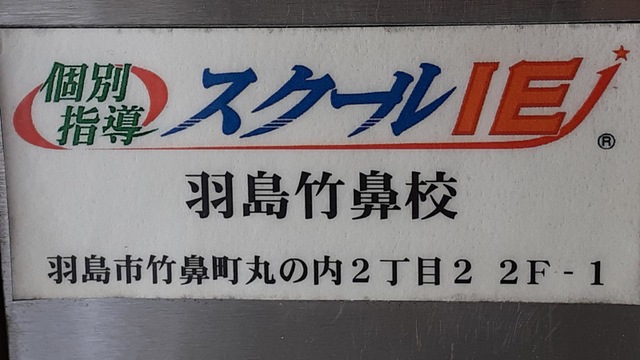 個別
指導
スクールIE®
羽島竹鼻校
羽島市竹鼻町丸の内2丁目2 2F-1